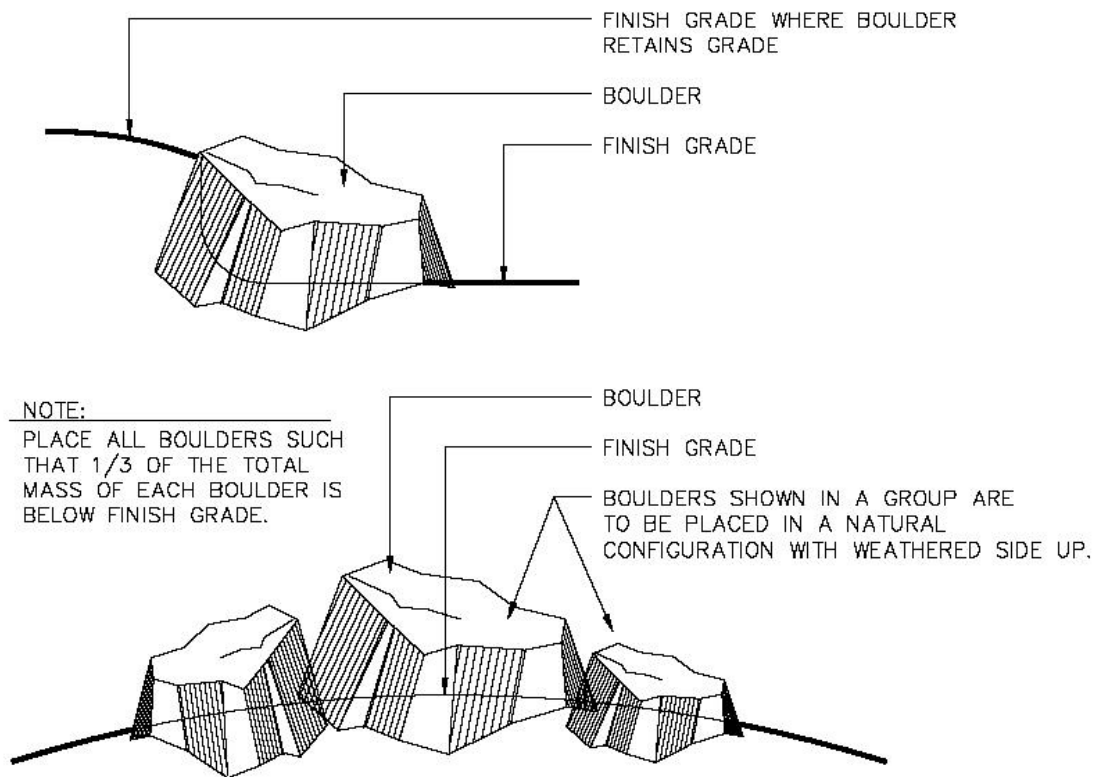 FINISH GRADE WHERE BOULDER
RETAINS GRADE
BOULDER
FINISH GRADE
NOTE:
PLACE ALL BOULDERS SUCH
THAT 1/3 OF THE TOTAL
MASS OF EACH BOULDER IS
BELOW FINISH GRADE.
BOULDER
FINISH GRADE
BOULDERS SHOWN IN A GROUP ARE
TO BE PLACED IN A NATURAL
CONFIGURATION WITH WEATHERED SIDE UP.